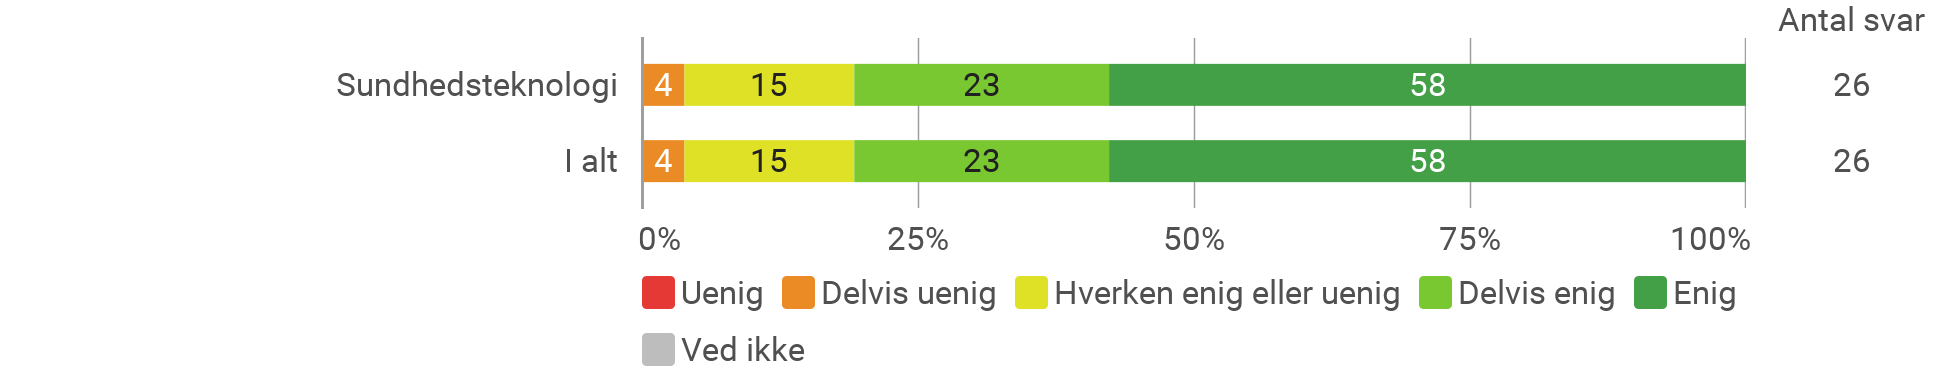 Antal svar
Sundhedsteknologi 4 15 23 58 26
I alt 4 15 23 58 26
0% 25% 50% 75% 100%
Uenig Delvis uenig Hverken enig eller uenig Delvis enig Enig
Ved ikke